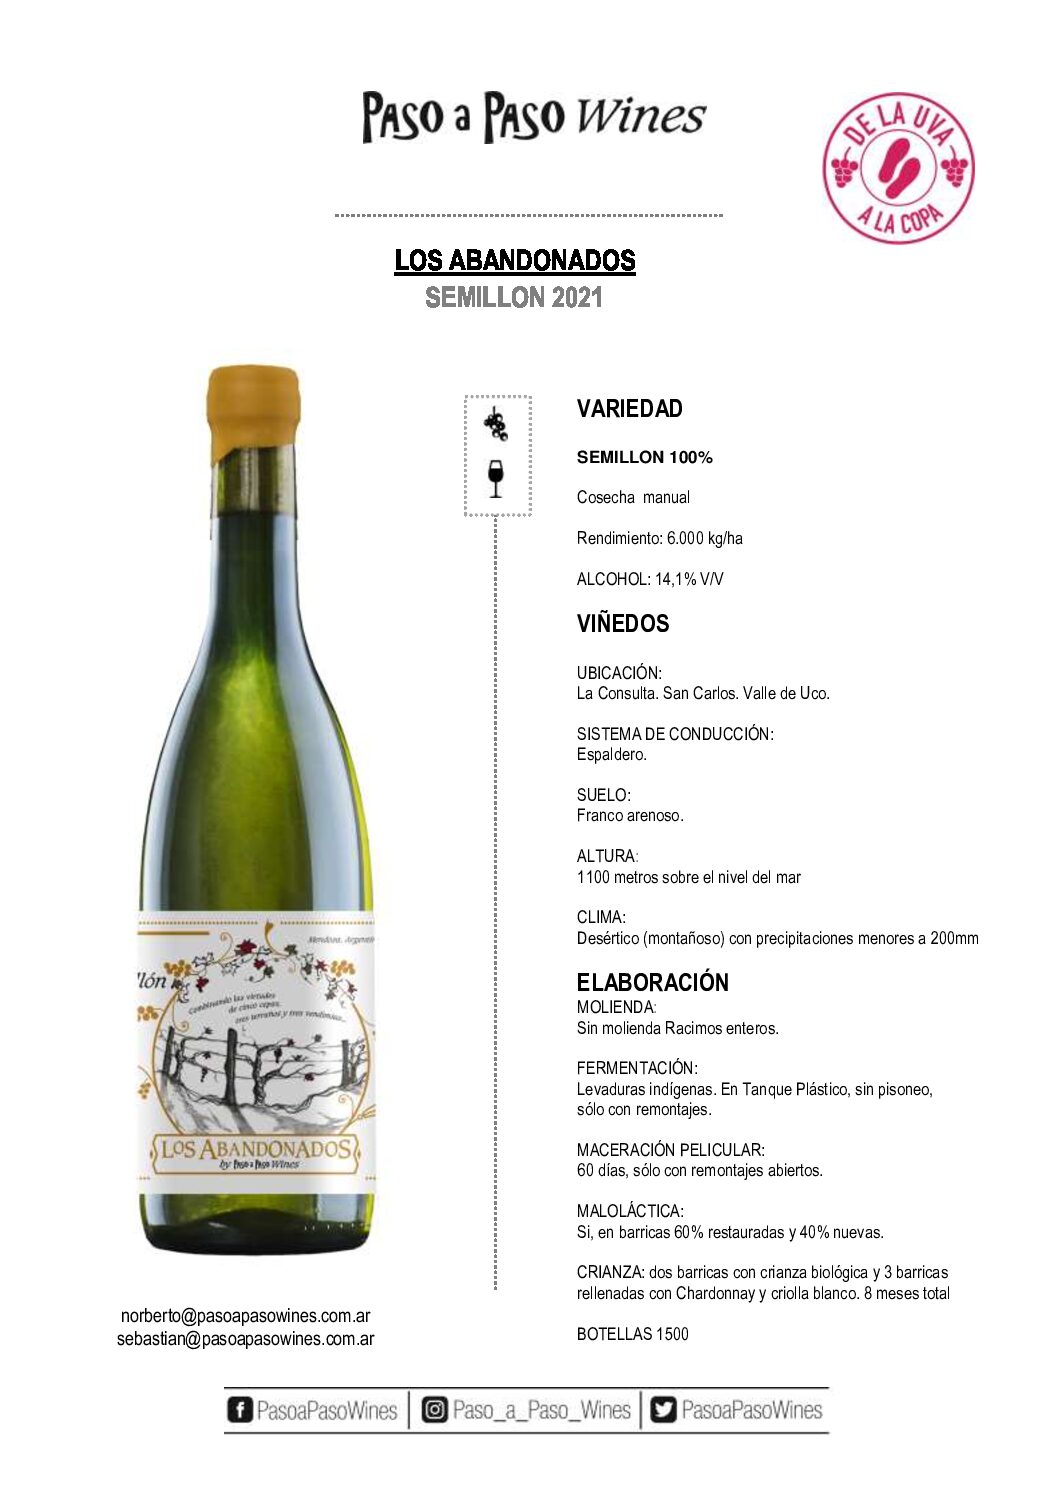 PASO a PASO Wines
DE LA UVA
A LA COPA
LOS ABANDONADOS
SEMILLON 2021
VARIEDAD
SEMILLON 100%
Cosecha manual
Rendimiento: 6.000 kg/ha
ALCOHOL: 14,1% V/V
VIÑEDOS
UBICACIÓN:
La Consulta. San Carlos. Valle de Uco.
SISTEMA DE CONDUCCIÓN:
Espaldero.
SUELO:
Franco arenoso.
ALTURA:
1100 metros sobre el nivel del mar
CLIMA:
Desértico (montañoso) con precipitaciones menores a 200mm
ELABORACIÓN
MOLIENDA:
Sin molienda Racimos enteros.
FERMENTACIÓN:
Levaduras indígenas. En Tanque Plástico, sin pisoneo,
sólo con remontajes.
MACERACIÓN PELICULAR:
60 días, sólo con remontajes abiertos.
MALOLÁCTICA:
Si, en barricas 60% restauradas y 40% nuevas.
CRIANZA: dos barricas con crianza biológica y 3 barricas
rellenadas con Chardonnay y criolla blanco. 8 meses total
BOTELLAS 1500
Mendoza, Argentin
llón
Combinando las virtudes
de cinco cepas,
tres terruños y tres vendimias...
LOS ABANDONADOS
by PASO a PASO Wines
norberto@pasoapasowines.com.ar
sebastian@pasoapasowines.com.ar
PasoaPasoWines
Paso_a_Paso_Wines
PasoaPasoWines